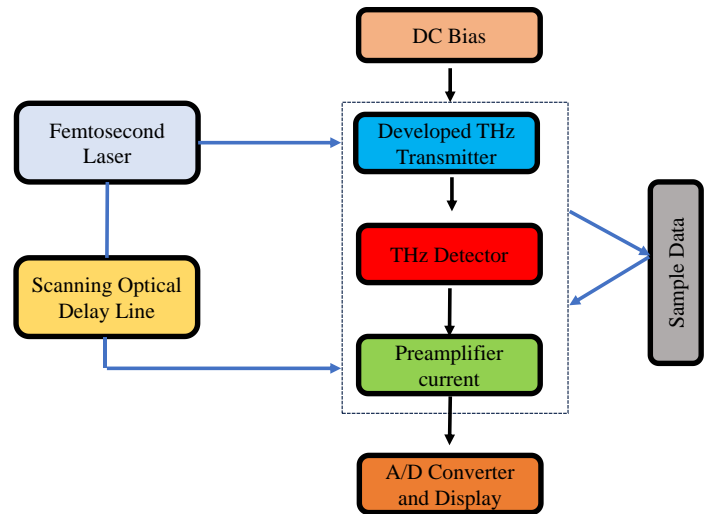 DC Bias
Femtosecond
Laser
Developed THz
Transmitter
THz Detector
Scanning Optical
Delay Line
Sample Data
Preamplifier
current
A/D Converter
and Display